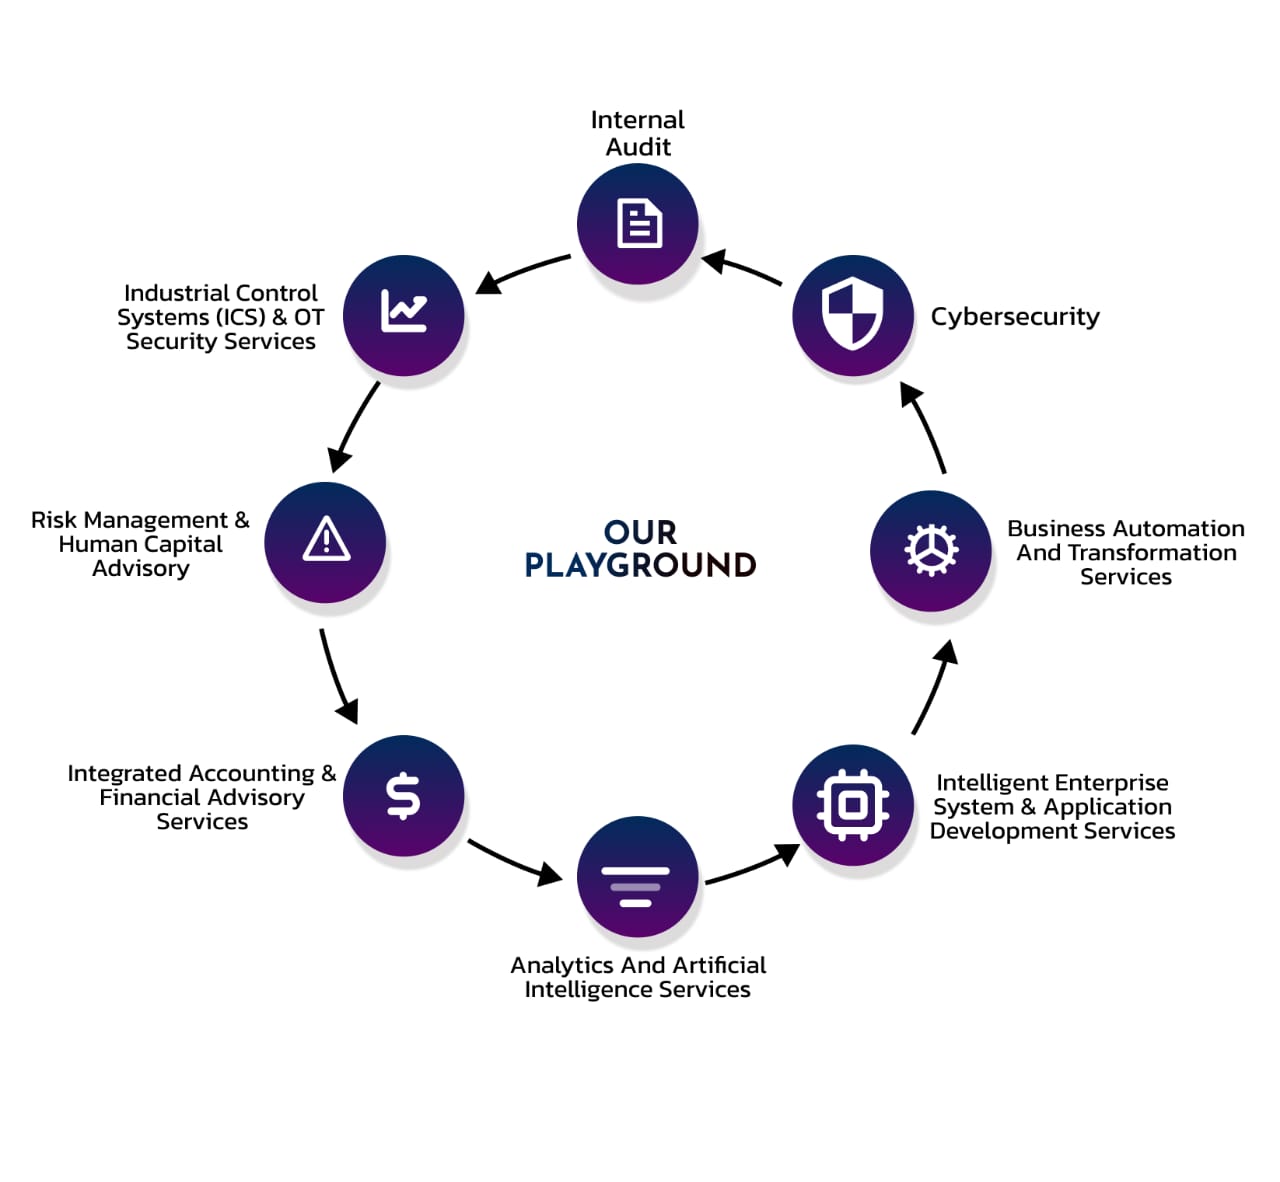 Internal
Audit
Industrial Control
Systems (ICS) & OT
Security Services
Cybersecurity
Risk Management &
Human Capital
Advisory
OUR
PLAYGROUND
Business Automation
And Transformation
Services
Integrated Accounting &
Financial Advisory
Services
Intelligent Enterprise
System & Application
Development Services
Analytics And Artificial
Intelligence Services